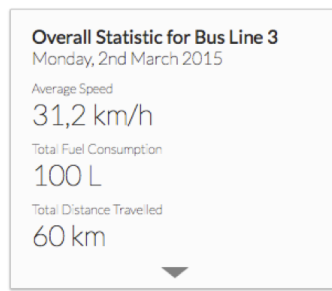 Overall Statistic for Bus Line 3
Monday, 2nd March 2015
Average Speed
31,2 km/h
Total Fuel Consumption
100 L
Total Distance Travelled
60 km